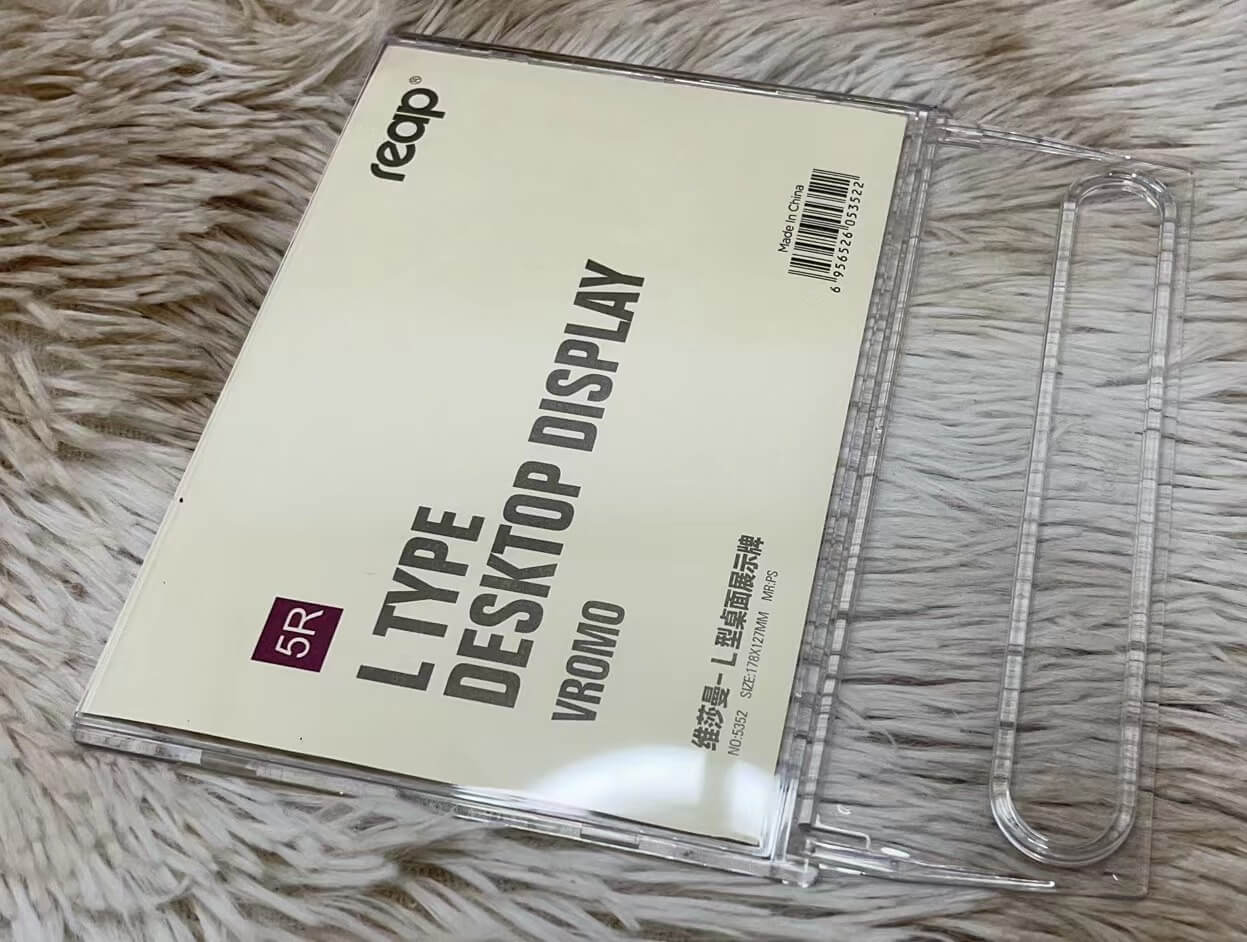 reap®
5R
L TYPE
DESKTOP DISPLAY
VROMO
维莎曼-L型桌面展示牌
NO:5352 SIZE:178X127MM MR:PS
Made In China
6 956526 053522